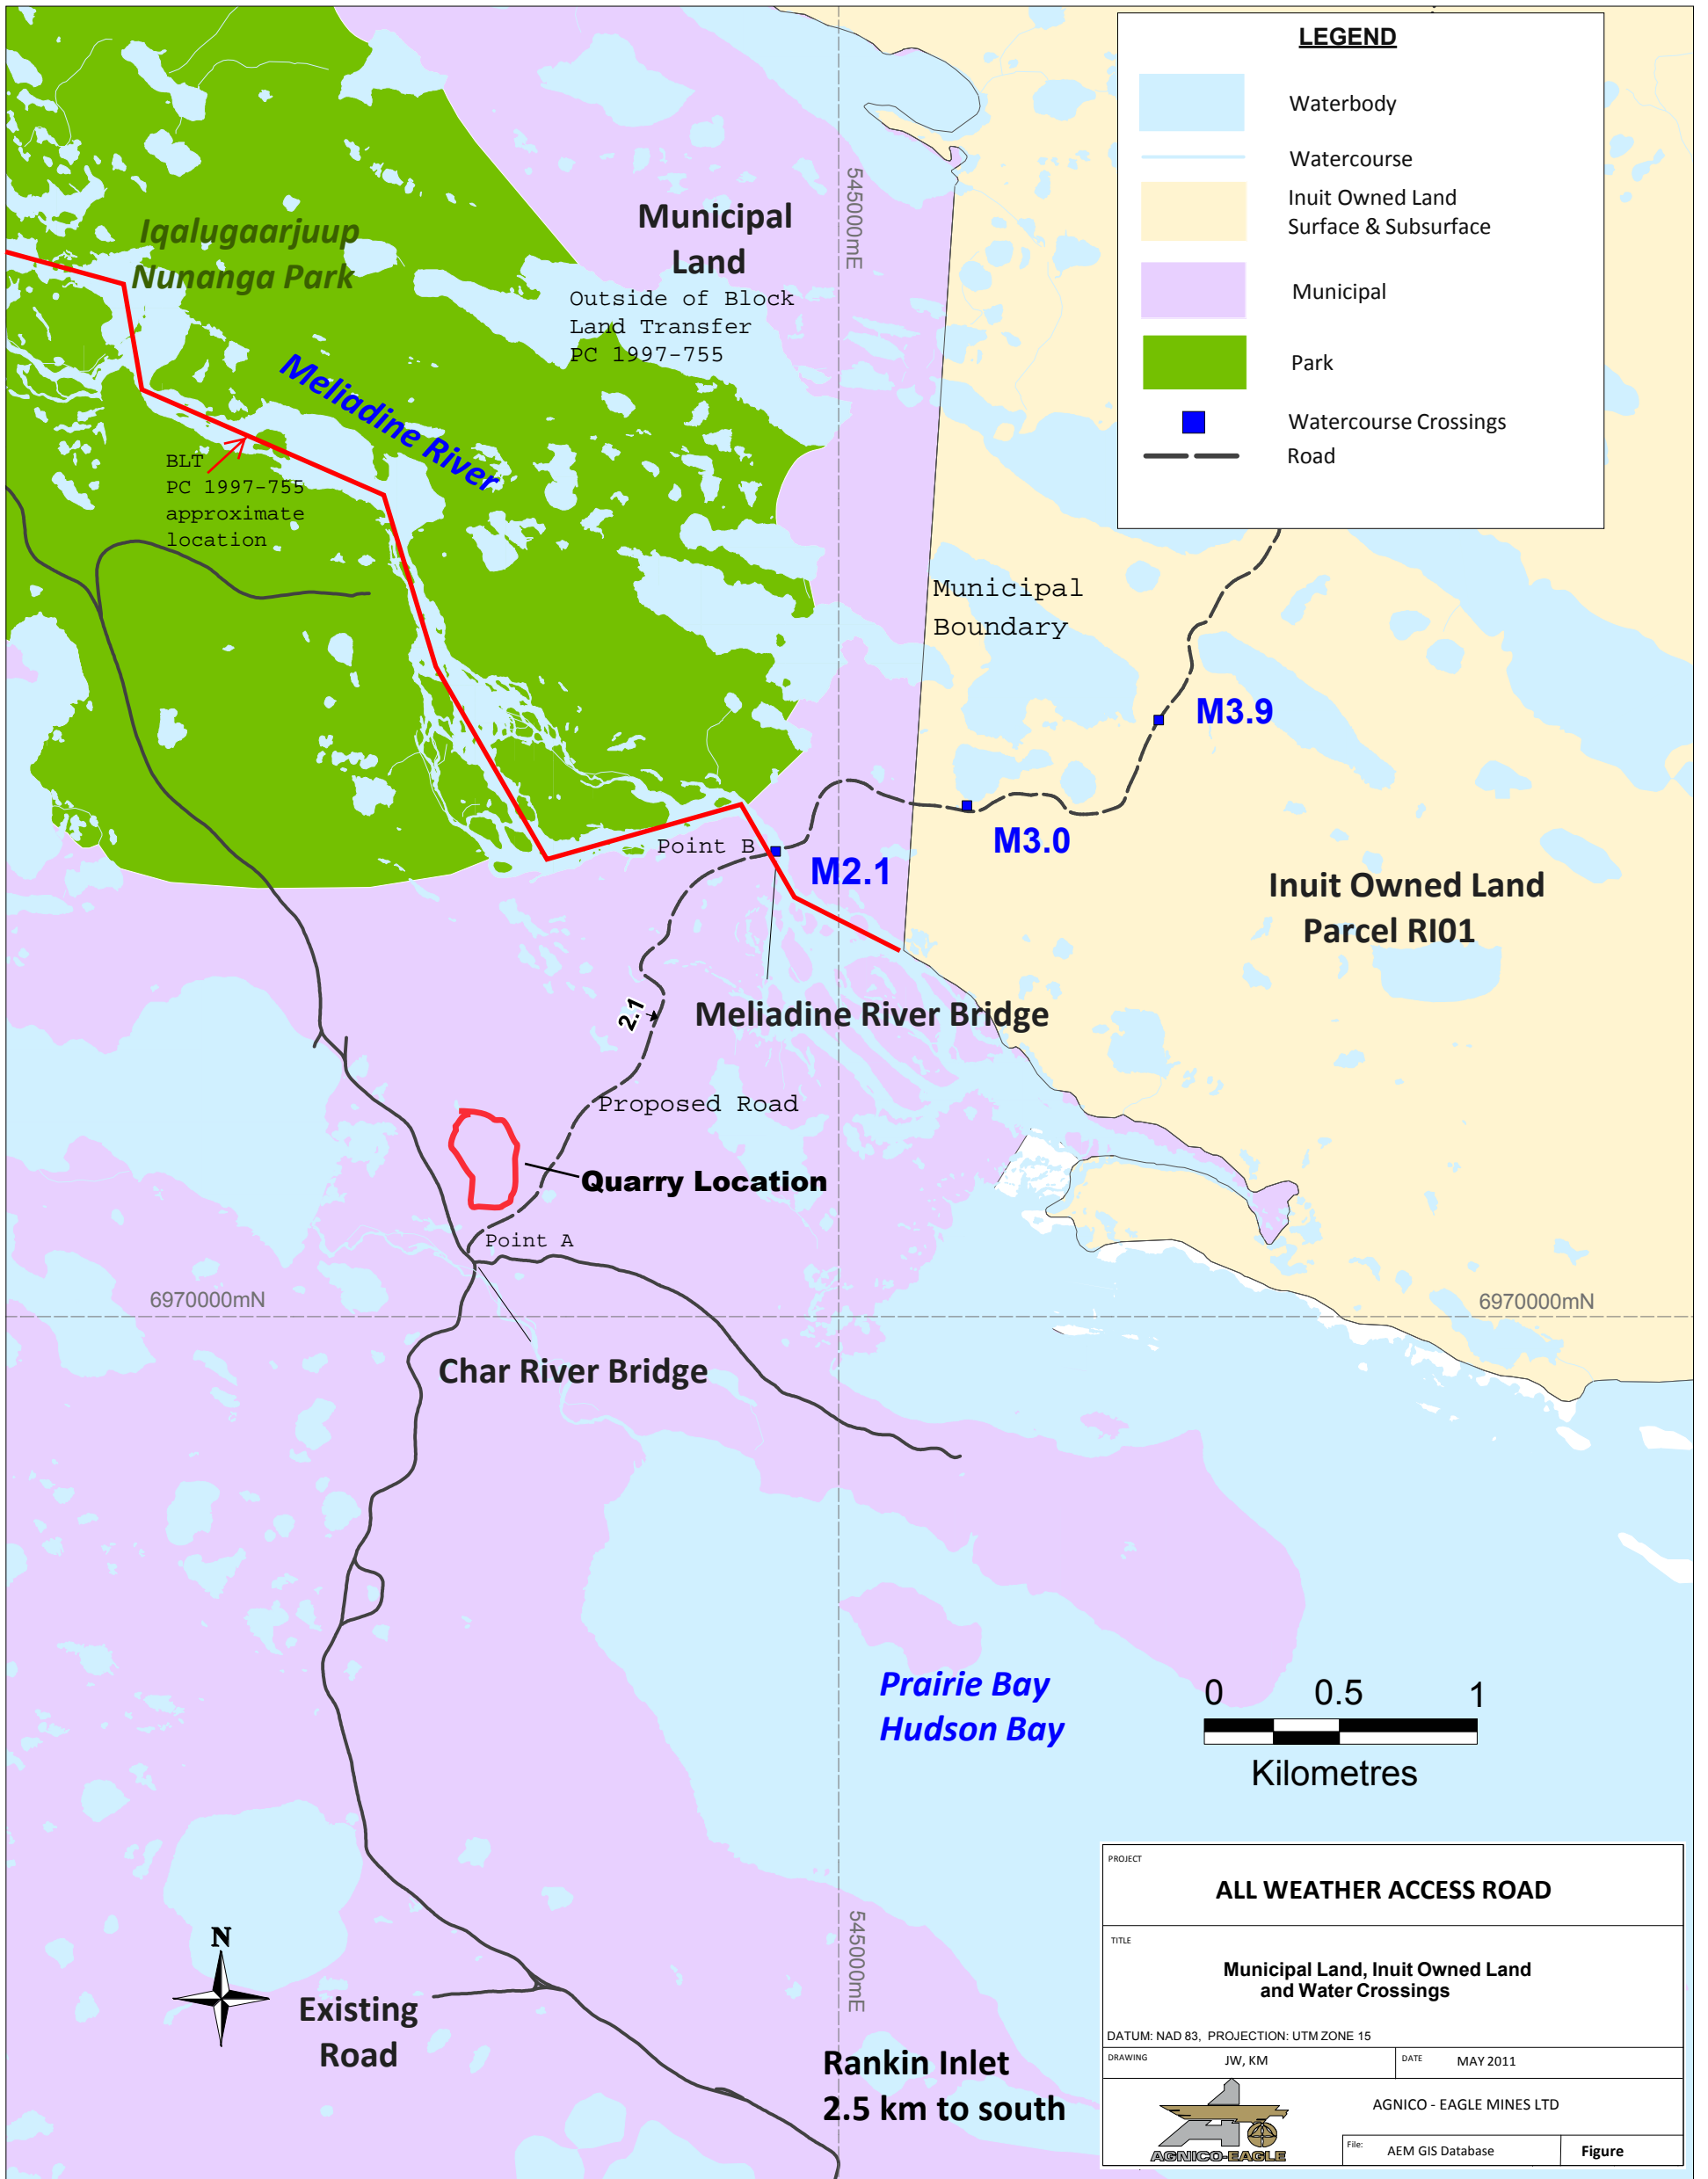 LEGEND
Waterbody
Watercourse
Inuit Owned Land
Surface & Subsurface
Municipal
Park
Watercourse Crossings
Road
545000mE
Municipal
Land
Outside of Block
Land Transfer
PC 1997-755
Iqalugaarjuup
Nunanga Park
Meliadine River
BLT
PC 1997-755
approximate
location
Municipal
Boundary
M3.9
M3.0
Point B
M2.1
Inuit Owned Land
Parcel RI01
2.1
Meliadine River Bridge
Proposed Road
Quarry Location
Point A
6970000mN
6970000mN
Char River Bridge
Prairie Bay
Hudson Bay
0 0.5 1
Kilometres
N
Existing
Road
545000mE
Rankin Inlet
2.5 km to south
PROJECT
ALL WEATHER ACCESS ROAD
TITLE
Municipal Land, Inuit Owned Land
and Water Crossings
DATUM: NAD 83, PROJECTION: UTM ZONE 15
DRAWING JW, KM DATE MAY 2011
AGNICO-EAGLE
AGNICO - EAGLE MINES LTD
File: AEM GIS Database Figure